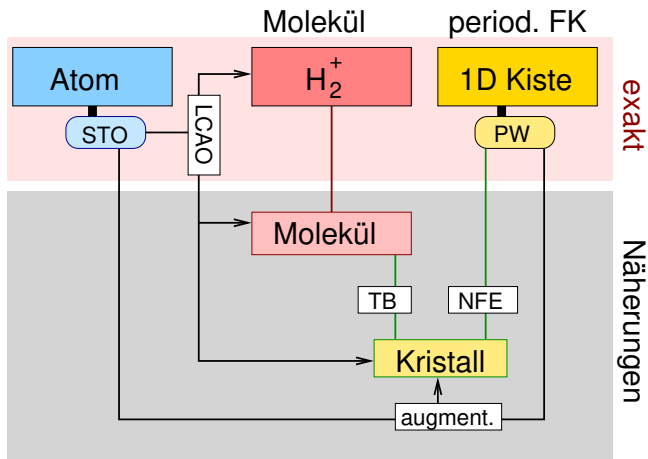 Molekül
period. FK
Atom
H₂⁺
1D Kiste
STO
LCAO
PW
exakt
Molekül
TB
NFE
Kristall
augment.
Näherungen